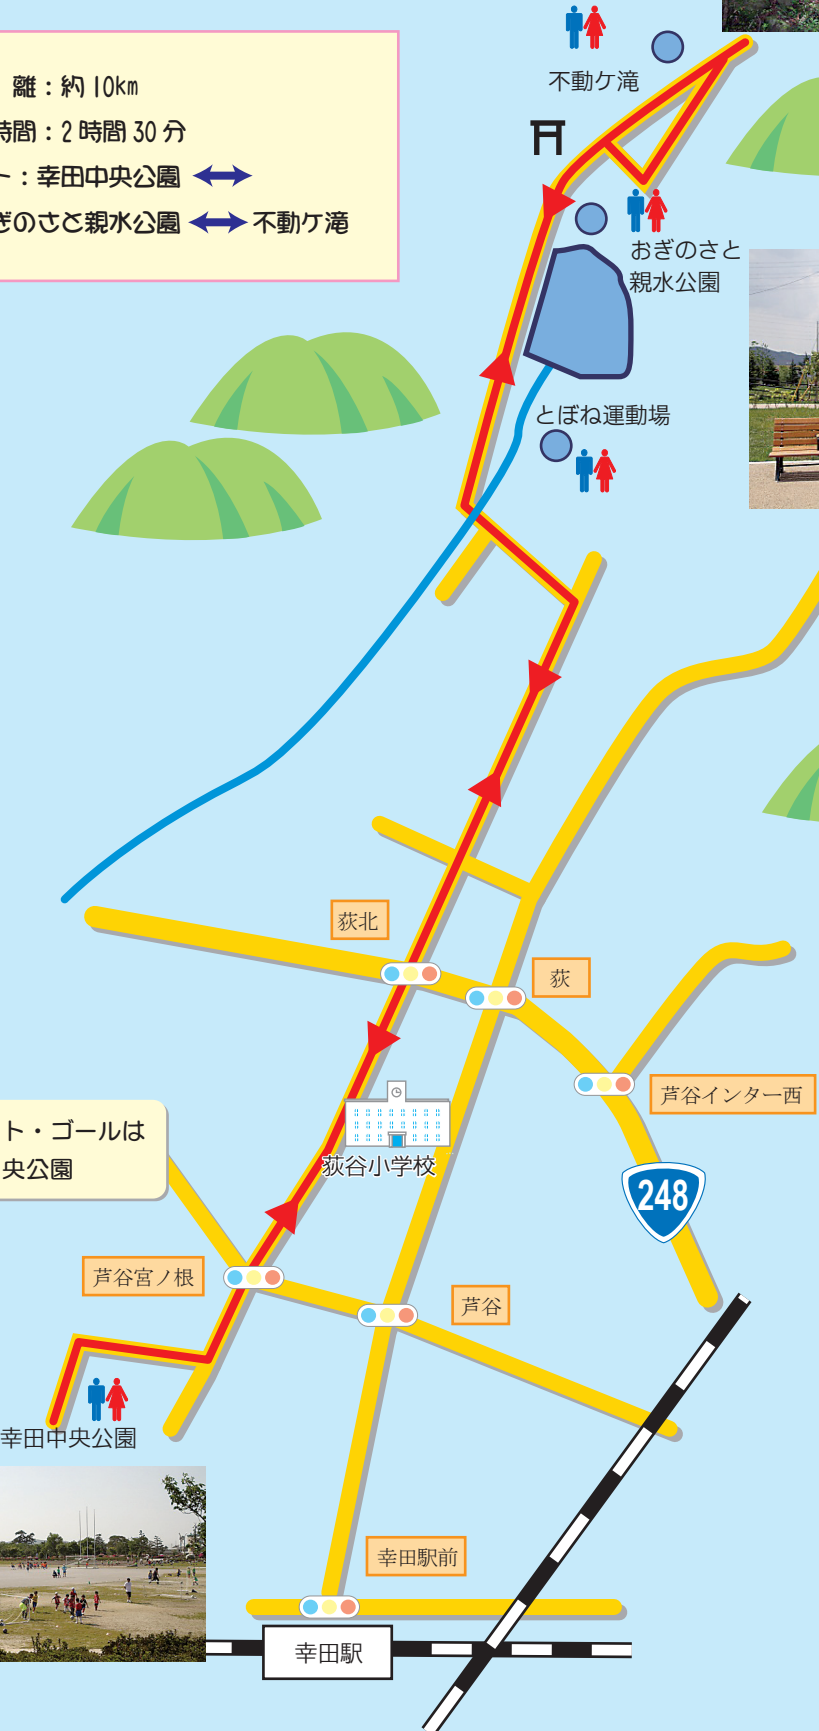 離：約10km
時間：2時間30分
ト：幸田中央公園
ぎのさと親水公園 不動ケ滝
不動ケ滝
おぎのさと
親水公園
とぼね運動場
荻北
荻
芦谷インター西
ト・ゴールは
央公園
荻谷小学校
248
芦谷宮ノ根
芦谷
幸田中央公園
幸田駅前
幸田駅